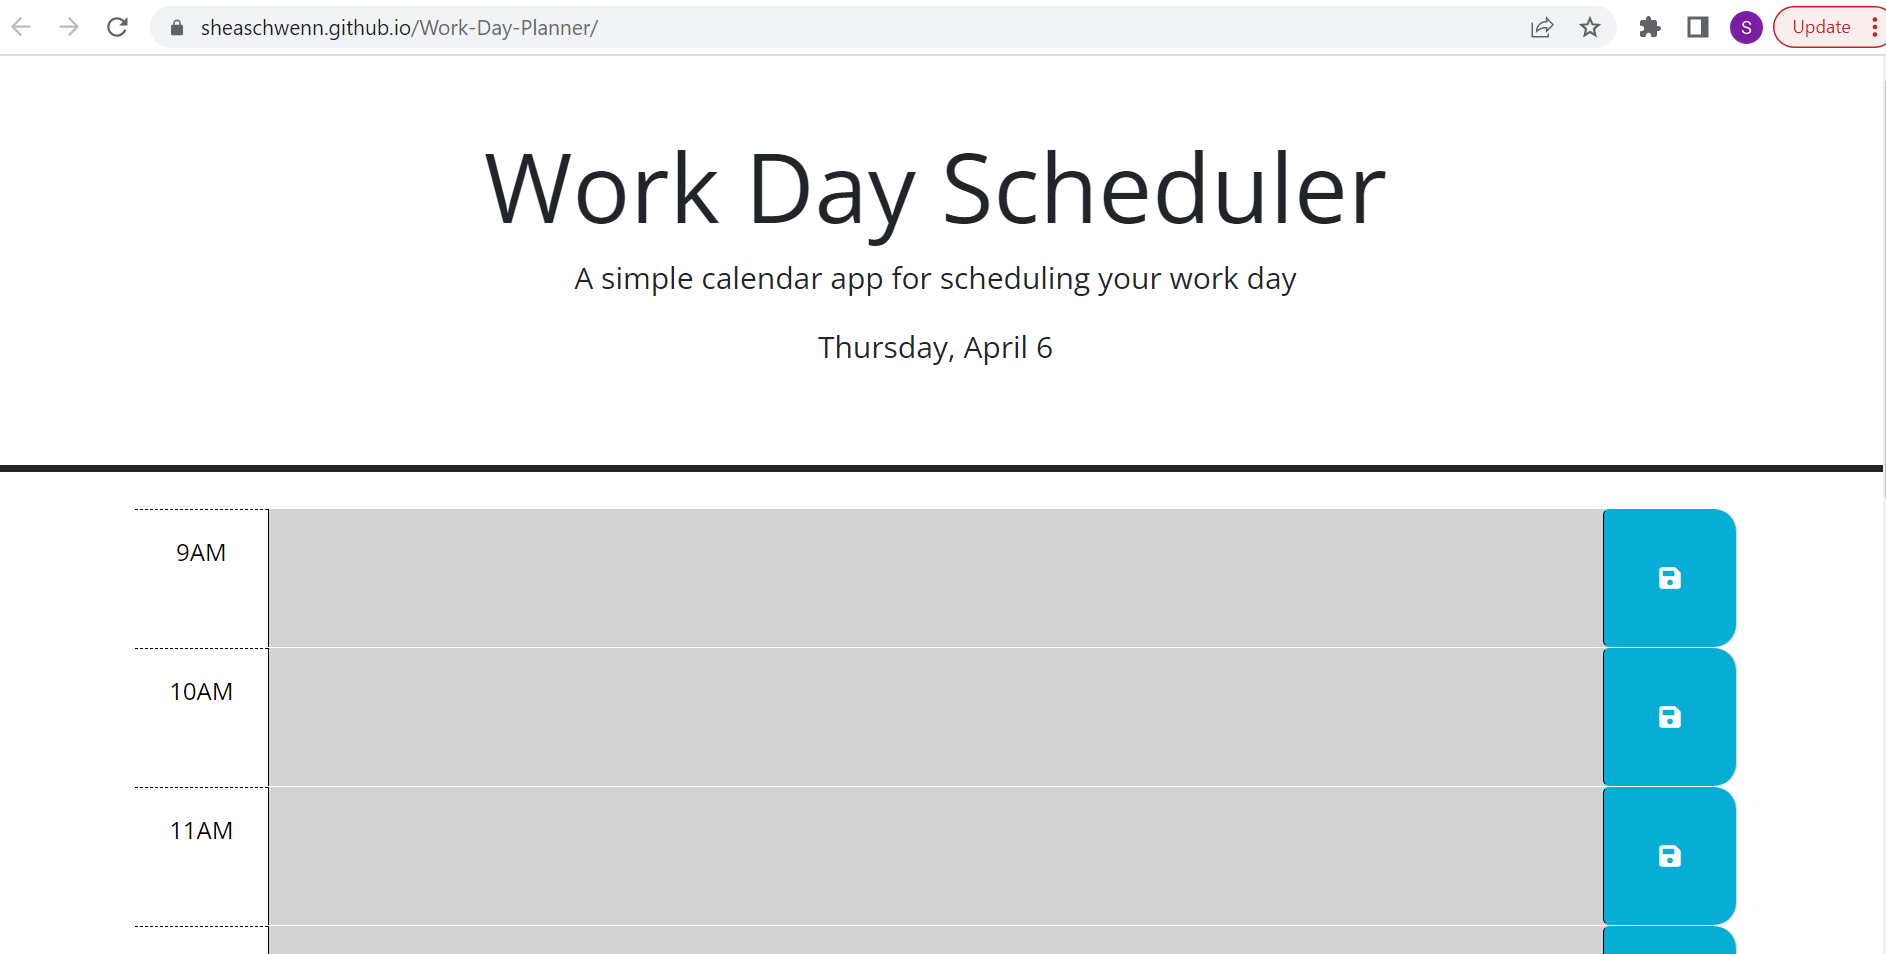 sheaschwenn.github.io/Work-Day-Planner/
S
Update
Work Day Scheduler
A simple calendar app for scheduling your work day
Thursday, April 6
9AM
10AM
11AM